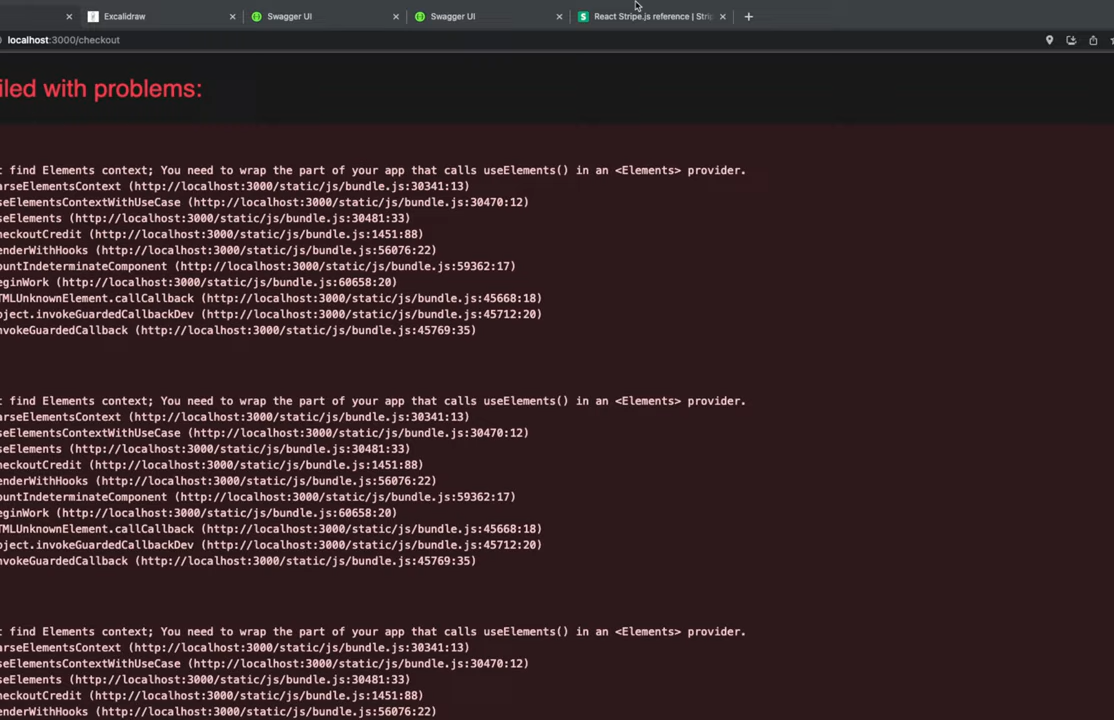 Excalidraw
Swagger UI
Swagger UI
React Stripe.js reference | Strip
localhost:3000/checkout
iled with problems:
t find Elements context; You need to wrap the part of your app that calls useElements() in an <Elements> provider.
arseElementsContext (http://localhost:3000/static/js/bundle.js:30341:13)
seElementsContextWithUseCase (http://localhost:3000/static/js/bundle.js:30470:12)
seElements (http://localhost:3000/static/js/bundle.js:30481:33)
heckoutCredit (http://localhost:3000/static/js/bundle.js:1451:88)
enderWithHooks (http://localhost:3000/static/js/bundle.js:56076:22)
ountIndeterminateComponent (http://localhost:3000/static/js/bundle.js:59362:17)
eginWork (http://localhost:3000/static/js/bundle.js:60658:20)
TMLUnknownElement.callCallback (http://localhost:3000/static/js/bundle.js:45668:18)
bject.invokeGuardedCallbackDev (http://localhost:3000/static/js/bundle.js:45712:20)
nvokeGuardedCallback (http://localhost:3000/static/js/bundle.js:45769:35)
t find Elements context; You need to wrap the part of your app that calls useElements() in an <Elements> provider.
arseElementsContext (http://localhost:3000/static/js/bundle.js:30341:13)
seElementsContextWithUseCase (http://localhost:3000/static/js/bundle.js:30470:12)
seElements (http://localhost:3000/static/js/bundle.js:30481:33)
heckoutCredit (http://localhost:3000/static/js/bundle.js:1451:88)
enderWithHooks (http://localhost:3000/static/js/bundle.js:56076:22)
ountIndeterminateComponent (http://localhost:3000/static/js/bundle.js:59362:17)
eginWork (http://localhost:3000/static/js/bundle.js:60658:20)
TMLUnknownElement.callCallback (http://localhost:3000/static/js/bundle.js:45668:18)
bject.invokeGuardedCallbackDev (http://localhost:3000/static/js/bundle.js:45712:20)
nvokeGuardedCallback (http://localhost:3000/static/js/bundle.js:45769:35)
t find Elements context; You need to wrap the part of your app that calls useElements() in an <Elements> provider.
arseElementsContext (http://localhost:3000/static/js/bundle.js:30341:13)
seElementsContextWithUseCase (http://localhost:3000/static/js/bundle.js:30470:12)
seElements (http://localhost:3000/static/js/bundle.js:30481:33)
heckoutCredit (http://localhost:3000/static/js/bundle.js:1451:88)
enderWithHooks (http://localhost:3000/static/js/bundle.js:56076:22)